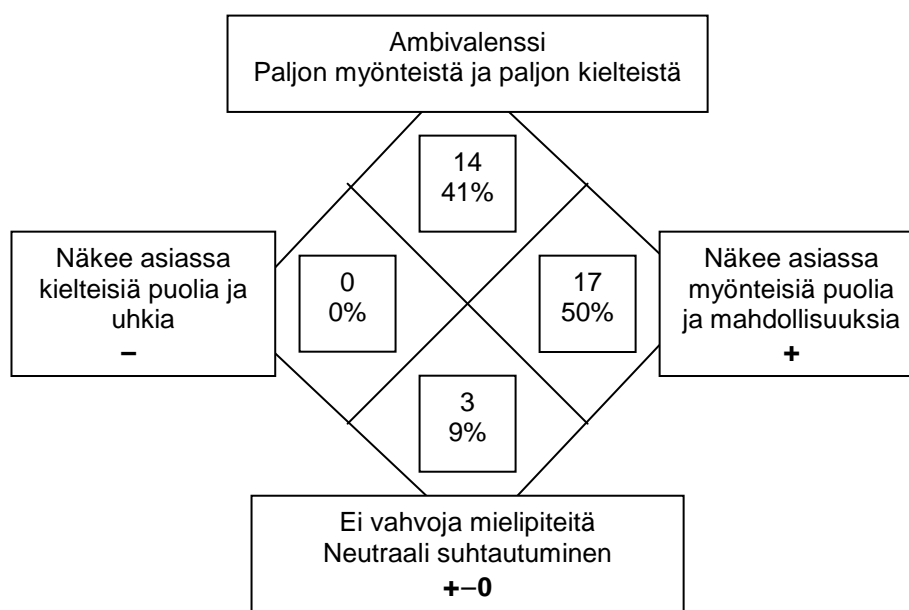 Ambivalenssi
Paljon myönteistä ja paljon kielteistä
14
41%
Näkee asiassa
kielteisiä puolia ja
uhkia
−
0
0%
17
50%
Näkee asiassa
myönteisiä puolia
ja mahdollisuuksia
+
3
9%
Ei vahvoja mielipiteitä
Neutraali suhtautuminen
+−0